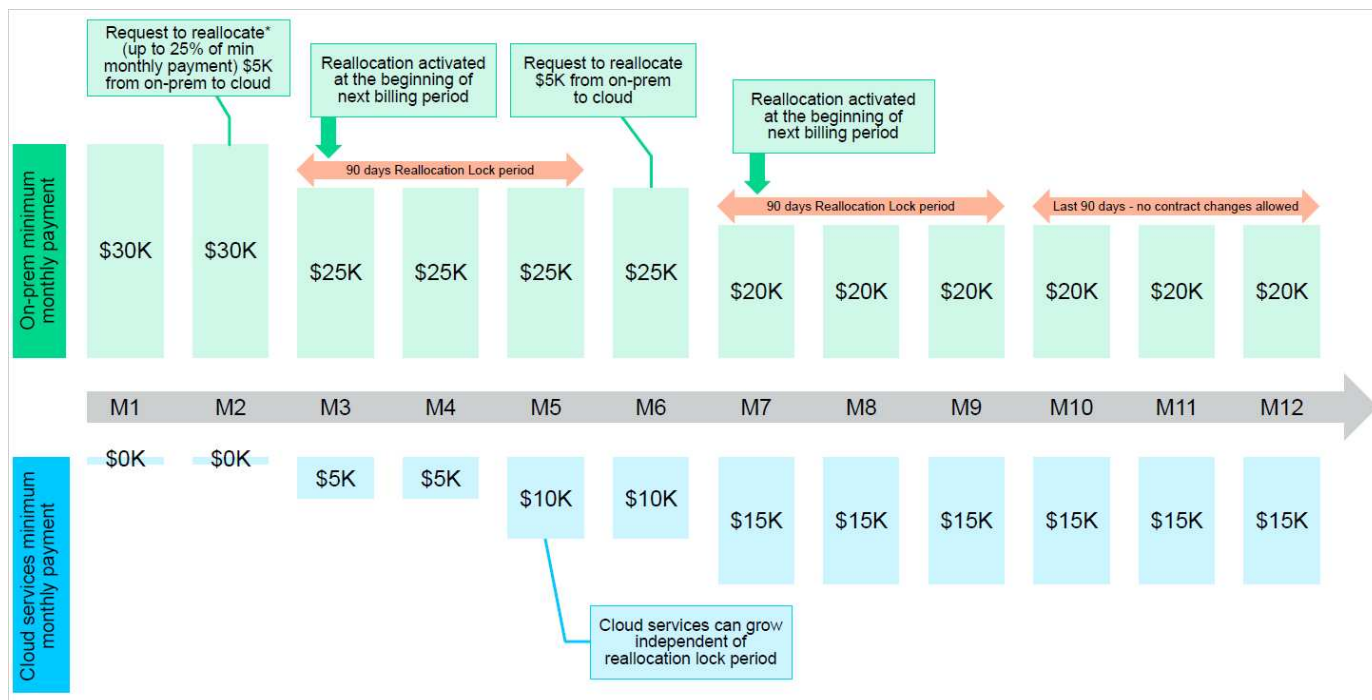 Request to reallocate*
(up to 25% of min
monthly payment) $5K
from on-prem to cloud
Reallocation activated
at the beginning of
next billing period
Request to reallocate
$5K from on-prem
to cloud
Reallocation activated
at the beginning of
next billing period
On-prem minimum
monthly payment
90 days Reallocation Lock period
90 days Reallocation Lock period
Last 90 days - no contract changes allowed
$30K
$30K
$25K
$25K
$25K
$25K
$20K
$20K
$20K
$20K
$20K
$20K
M1
M2
M3
M4
M5
M6
M7
M8
M9
M10
M11
M12
Cloud services minimum
monthly payment
$0K
$0K
$5K
$5K
$10K
$10K
$15K
$15K
$15K
$15K
$15K
$15K
Cloud services can grow
independent of
reallocation lock period